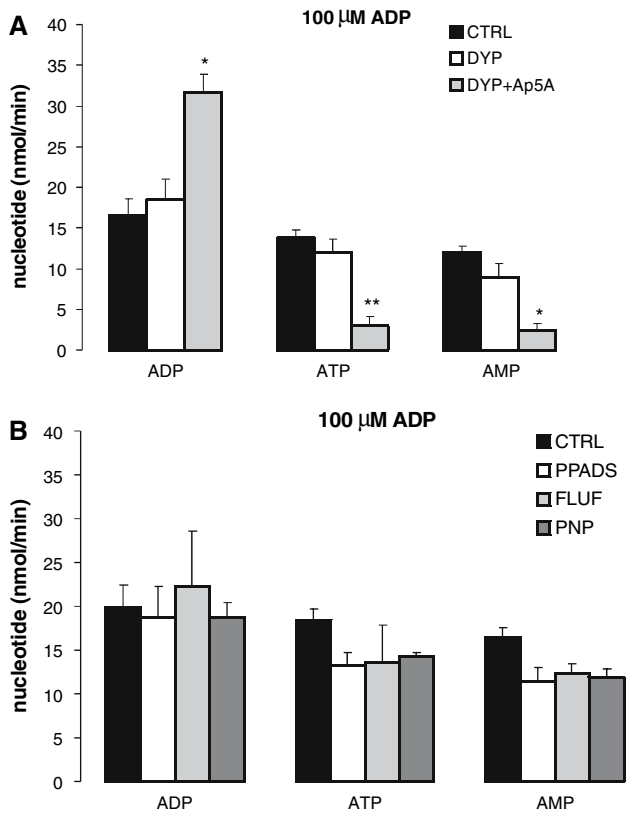 A
100 μM ADP
CTRL
DYP
DYP+Ap5A
nucleotide (nmol/min)
40
35
30
25
20
15
10
5
0
*
**
*
ADP
ATP
AMP
B
100 μM ADP
CTRL
PPADS
FLUF
PNP
nucleotide (nmol/min)
40
35
30
25
20
15
10
5
0
ADP
ATP
AMP